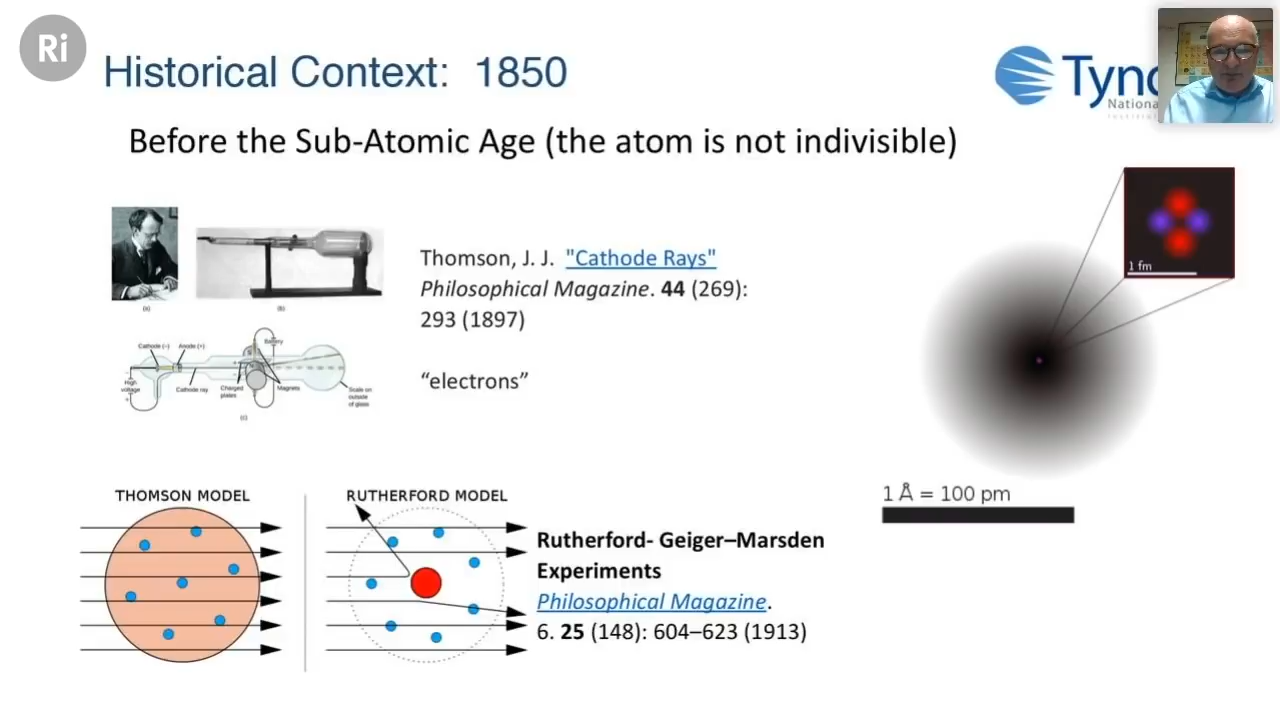 Ri
Historical Context: 1850
Tync
Nationa
Before the Sub-Atomic Age (the atom is not indivisible)
1 fm
(a)
(b)
Thomson, J. J. "Cathode Rays"
Philosophical Magazine. 44 (269):
293 (1897)
"electrons"
Cathode (–)
Anode (+)
Battery
High
voltage
Cathode ray
Charged
plates
Magnets
Scale on
outside
of glass
(c)
1 Å = 100 pm
THOMSON MODEL
RUTHERFORD MODEL
Rutherford- Geiger–Marsden
Experiments
Philosophical Magazine.
6. 25 (148): 604–623 (1913)